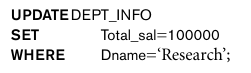 UPDATE DEPT_INFO
SET Total_sal=100000
WHERE Dname=‘Research’;